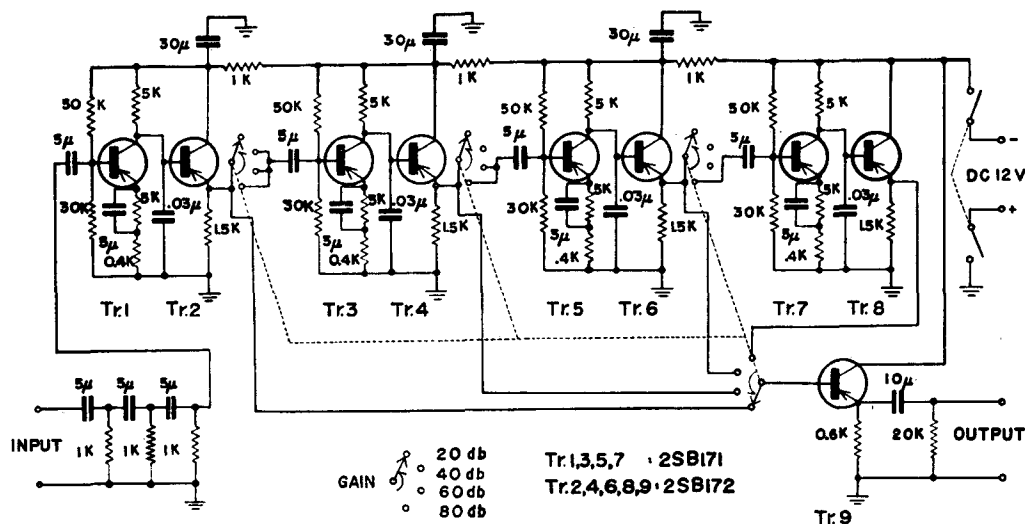 30μ
30μ
30μ
1K
1K
1K
50
K
5K
50K
5K
50K
5K
50K
5K
5μ
5μ
5μ
5μ
DC 12V
-
+
30K
5K
.03μ
1.5K
30K
5K
.03μ
1.5K
30K
5K
.03μ
1.5K
30K
5K
.03μ
1.5K
5μ
0.4K
5μ
0.4K
5μ
.4K
5μ
.4K
Tr.1
Tr.2
Tr.3
Tr.4
Tr.5
Tr.6
Tr.7
Tr.8
5μ
5μ
5μ
10μ
INPUT
1K
1K
1K
0.6K
20K
OUTPUT
GAIN
20 db
40 db
60 db
80 db
Tr.1,3,5,7 : 2SB171
Tr.2,4,6,8,9 : 2SB172
Tr.9